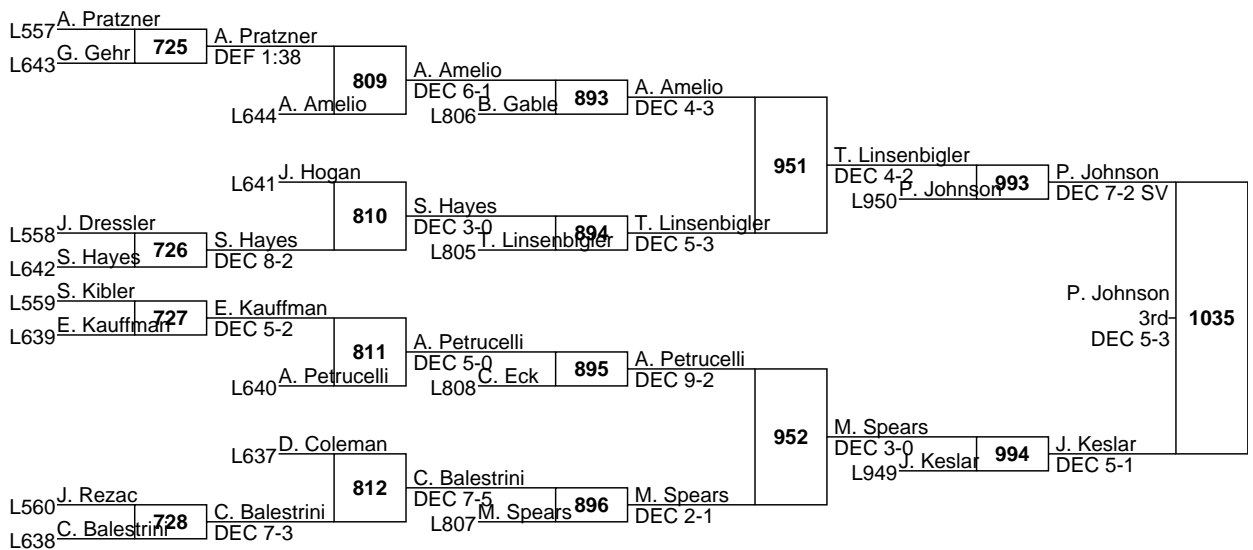 L557 A. Pratzner
725
A. Pratzner
DEF 1:38
L643 G. Gehr
809
A. Amelio
DEC 6-1
L644 A. Amelio
L806 B. Gable
893
A. Amelio
DEC 4-3
951
T. Linsenbigler
DEC 4-2
L950 P. Johnson
993
P. Johnson
DEC 7-2 SV
L641 J. Hogan
810
S. Hayes
DEC 3-0
L805 T. Linsenbigler
894
T. Linsenbigler
DEC 5-3
L558 J. Dressler
726
S. Hayes
DEC 8-2
L642 S. Hayes
P. Johnson
3rd
DEC 5-3
1035
L559 S. Kibler
727
E. Kauffman
DEC 5-2
L639 E. Kauffman
811
A. Petrucelli
DEC 5-0
L640 A. Petrucelli
L808 C. Eck
895
A. Petrucelli
DEC 9-2
952
M. Spears
DEC 3-0
L949 J. Keslar
994
J. Keslar
DEC 5-1
L637 D. Coleman
812
C. Balestrini
DEC 7-5
L807 M. Spears
896
M. Spears
DEC 2-1
L560 J. Rezac
728
C. Balestrini
DEC 7-3
L638 C. Balestrini